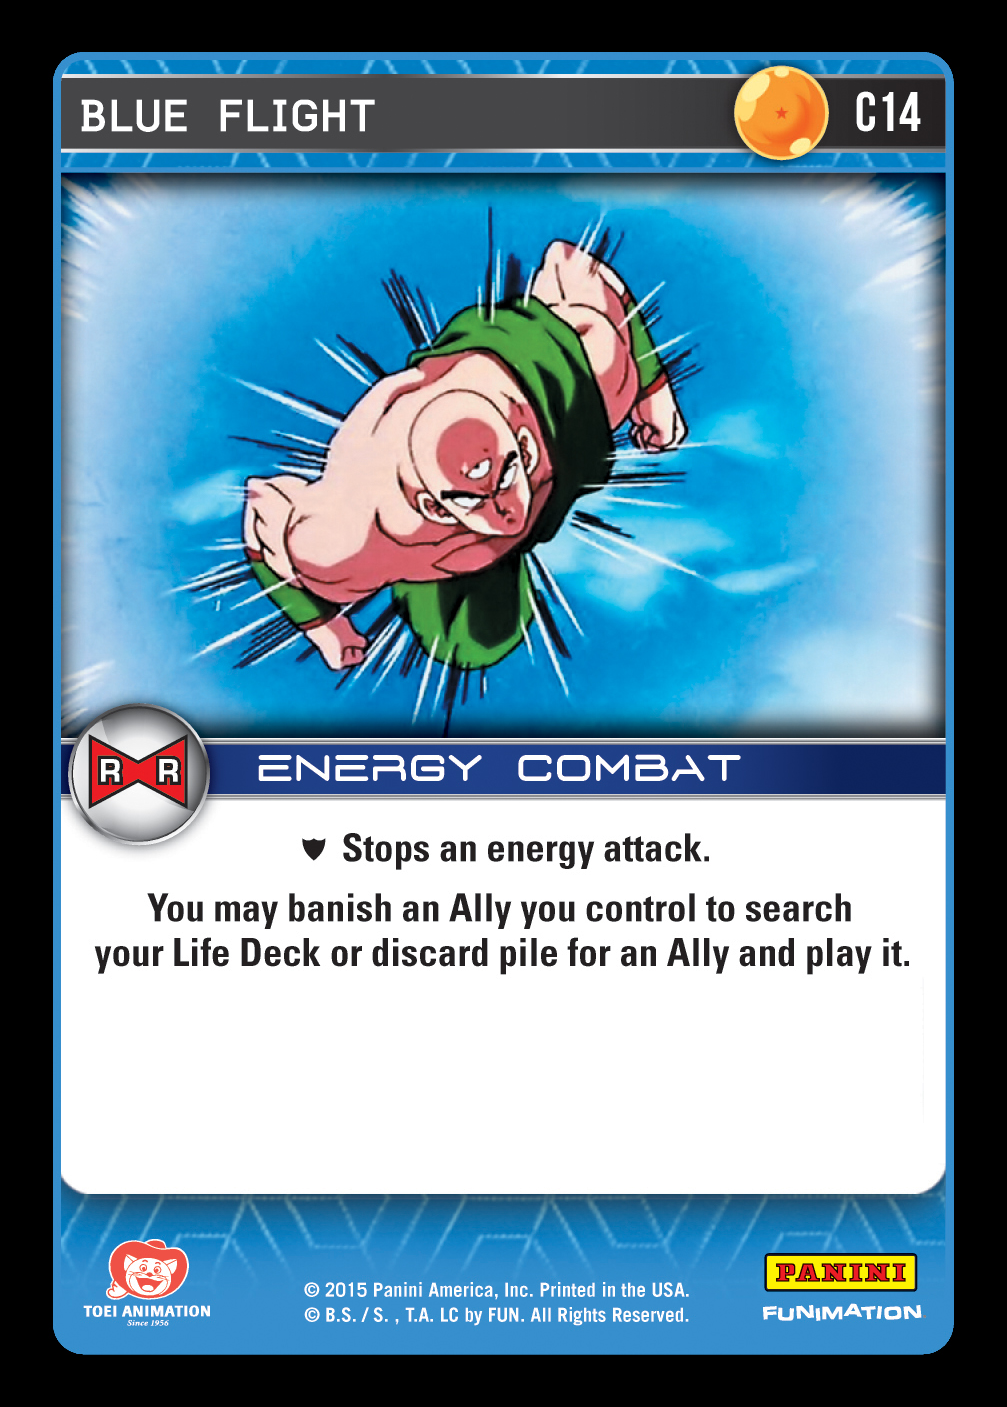 BLUE FLIGHT
C14
R R
ENERGY COMBAT
Stops an energy attack.
You may banish an Ally you control to search
your Life Deck or discard pile for an Ally and play it.
TOEI ANIMATION
Since 1956
© 2015 Panini America, Inc. Printed in the USA.
© B.S. / S. , T.A. LC by FUN. All Rights Reserved.
PANINI
FUNIMATION